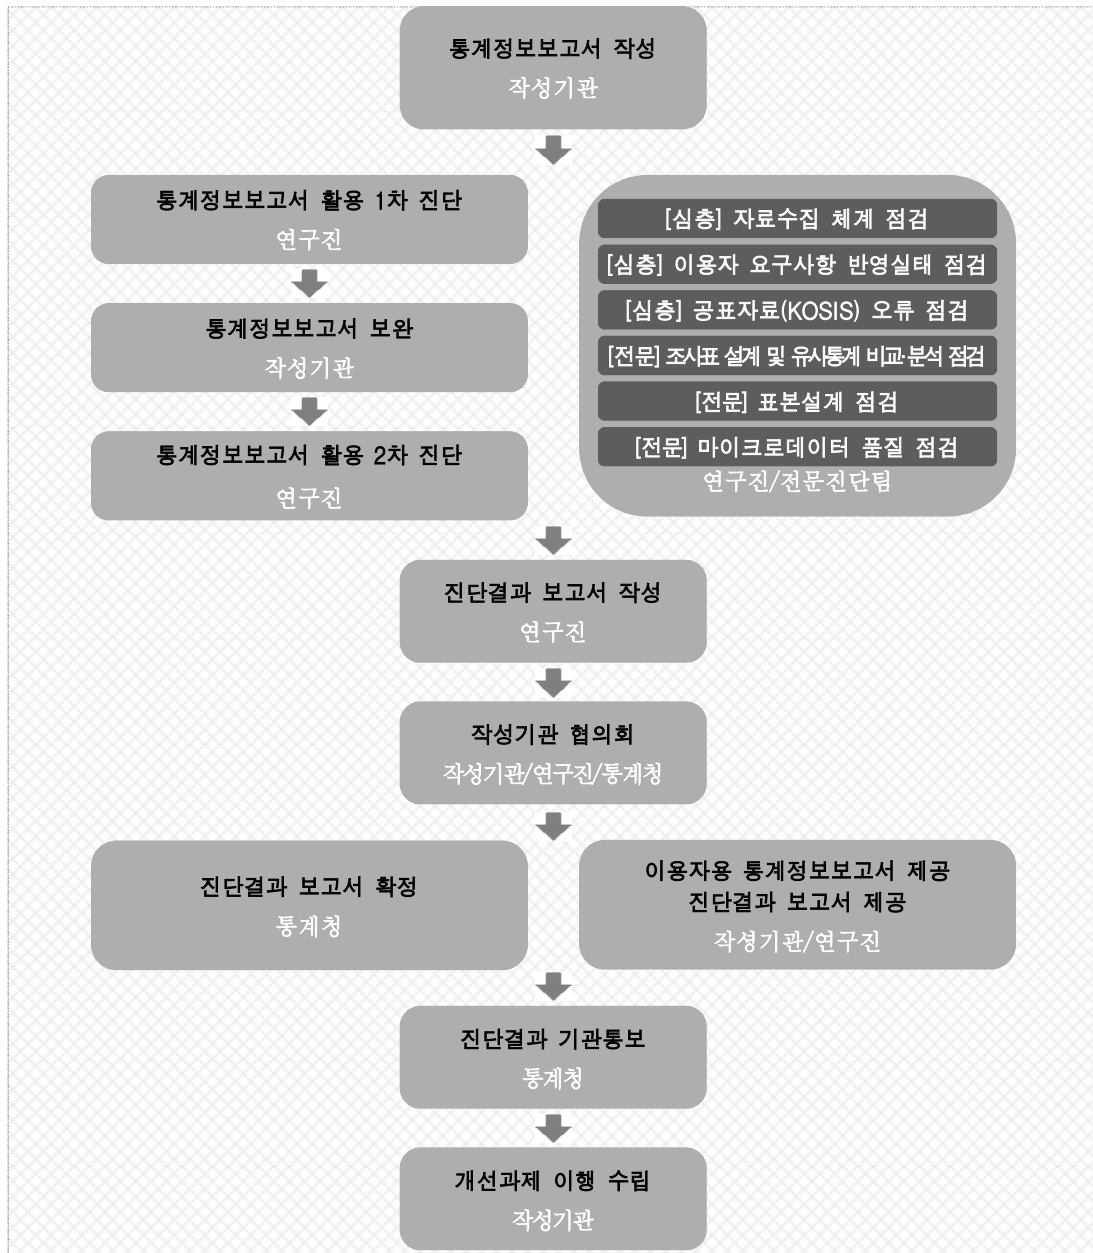 통계정보보고서 작성
작성기관
통계정보보고서 활용 1차 진단
연구진
통계정보보고서 보완
작성기관
통계정보보고서 활용 2차 진단
연구진
[심층] 자료수집 체계 점검
[심층] 이용자 요구사항 반영실태 점검
[심층] 공표자료(KOSIS) 오류 점검
[전문] 조사표 설계 및 유사통계 비교·분석 점검
[전문] 표본설계 점검
[전문] 마이크로데이터 품질 점검
연구진/전문진단팀
진단결과 보고서 작성
연구진
작성기관 협의회
작성기관/연구진/통계청
진단결과 보고서 확정
통계청
이용자용 통계정보보고서 제공
진단결과 보고서 제공
작성기관/연구진
진단결과 기관통보
통계청
개선과제 이행 수립
작성기관